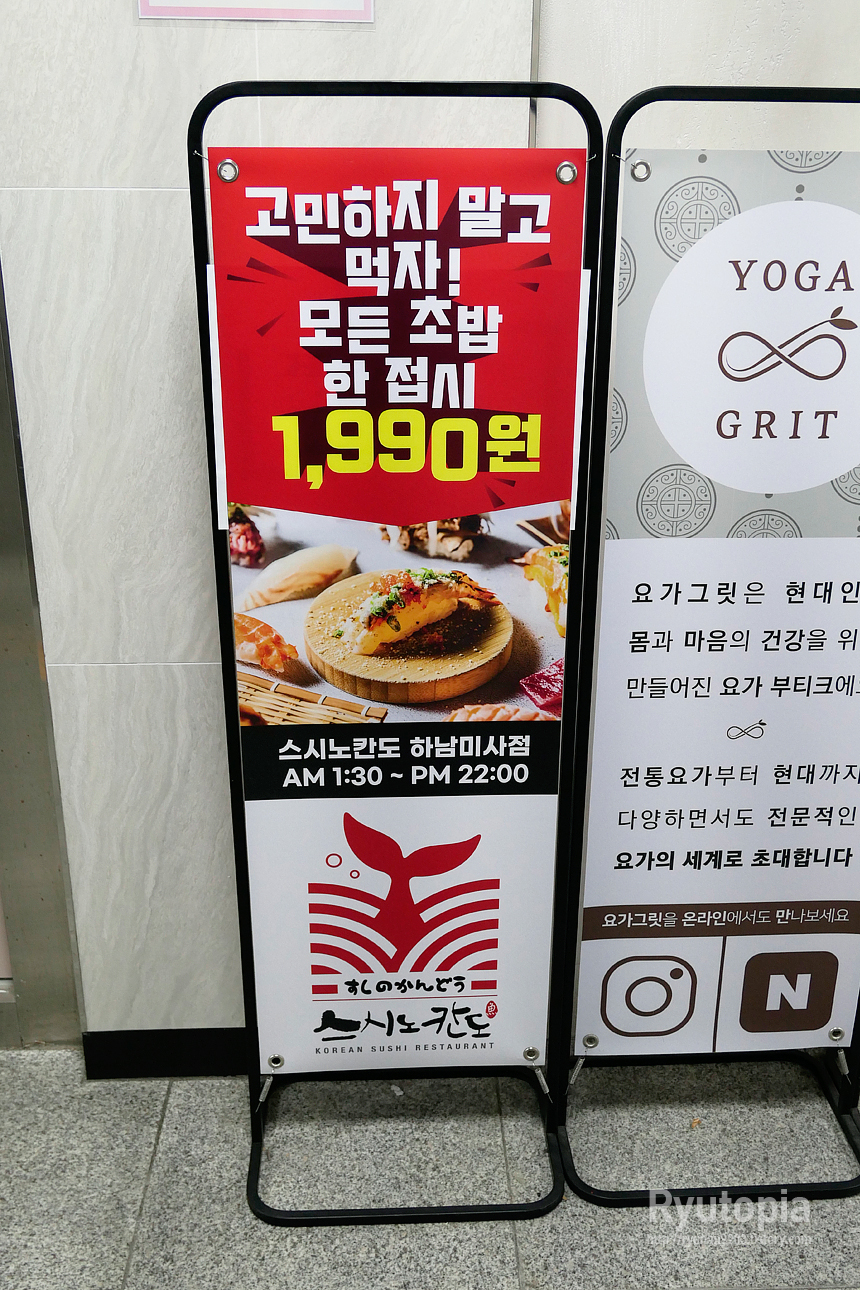 고민하지 말고
먹자!
모든 초밥
한 접시
1,990원
스시노칸도 하남미사점
AM 1:30 ~ PM 22:00
すしのかんどう
스시노칸도
KOREAN SUSHI RESTAURANT
YOGA
GRIT
요가그릿은 현대인
몸과 마음의 건강을 위
만들어진 요가 부티크에
전통요가부터 현대까지
다양하면서도 전문적인
요가의 세계로 초대합니다
요가그릿을 온라인에서도 만나보세요
N
Ryutopia